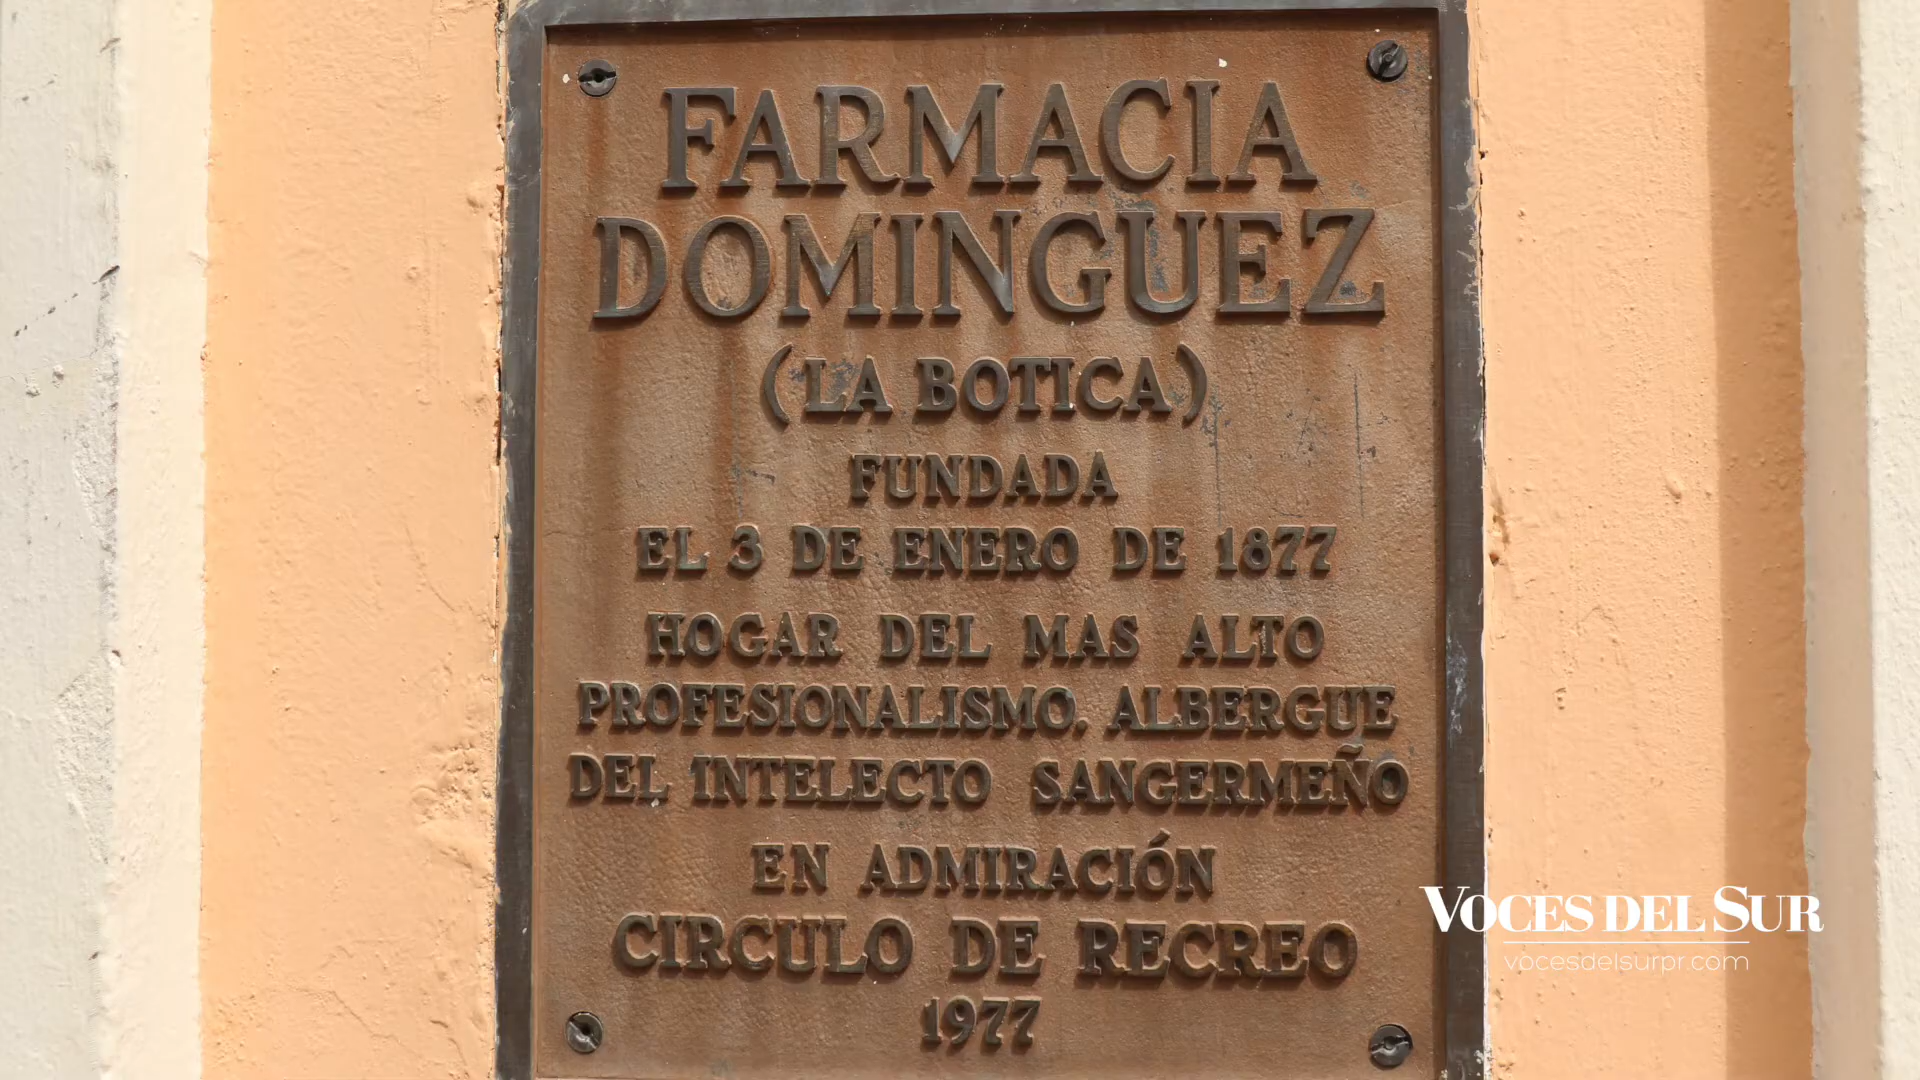 FARMACIA
DOMINGUEZ
(LA BOTICA)
FUNDADA
EL 3 DE ENERO DE 1877
HOGAR DEL MAS ALTO
PROFESIONALISMO, ALBERGUE
DEL INTELECTO SANGERMEÑO
EN ADMIRACIÓN
CIRCULO DE RECREO
1977
VOCES DEL SUR
vocesdelsurpr.com